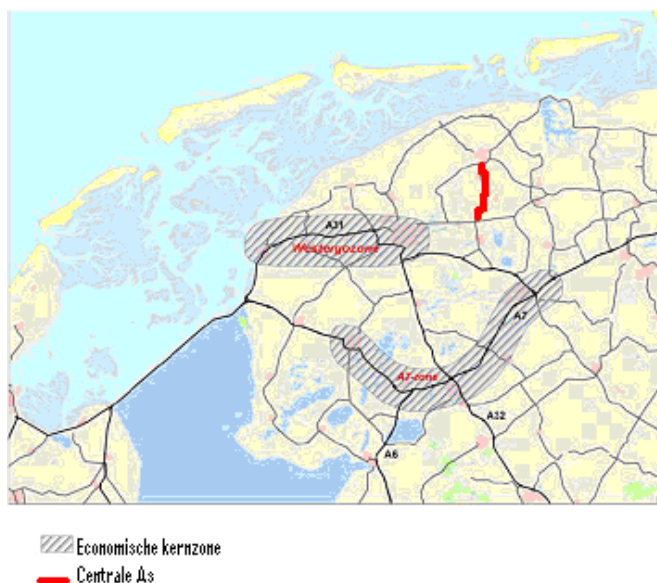 A31
Westergozone
A7
A7-zone
A32
A6
Economische kernzone
Centrale As